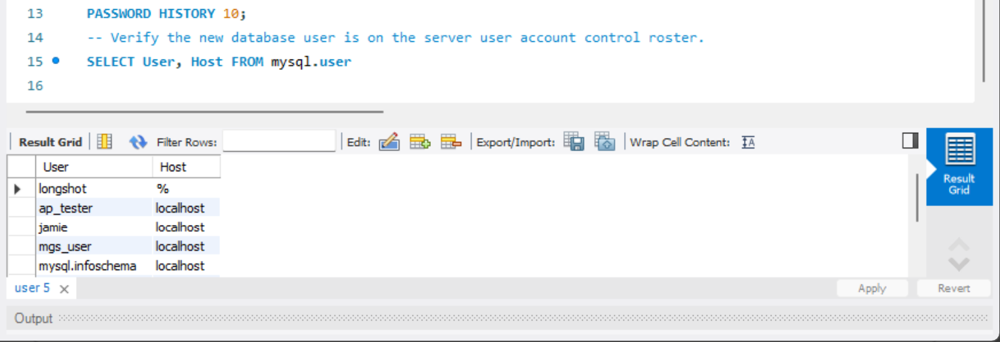 13 PASSWORD HISTORY 10;
14 -- Verify the new database user is on the server user account control roster.
15 SELECT User, Host FROM mysql.user
16
Result Grid Filter Rows: Edit: Export/Import: Wrap Cell Content:
User Host
longshot %
ap_tester localhost
jamie localhost
mgs_user localhost
mysql.infoschema localhost
Result
Grid
user 5 Apply Revert
Output